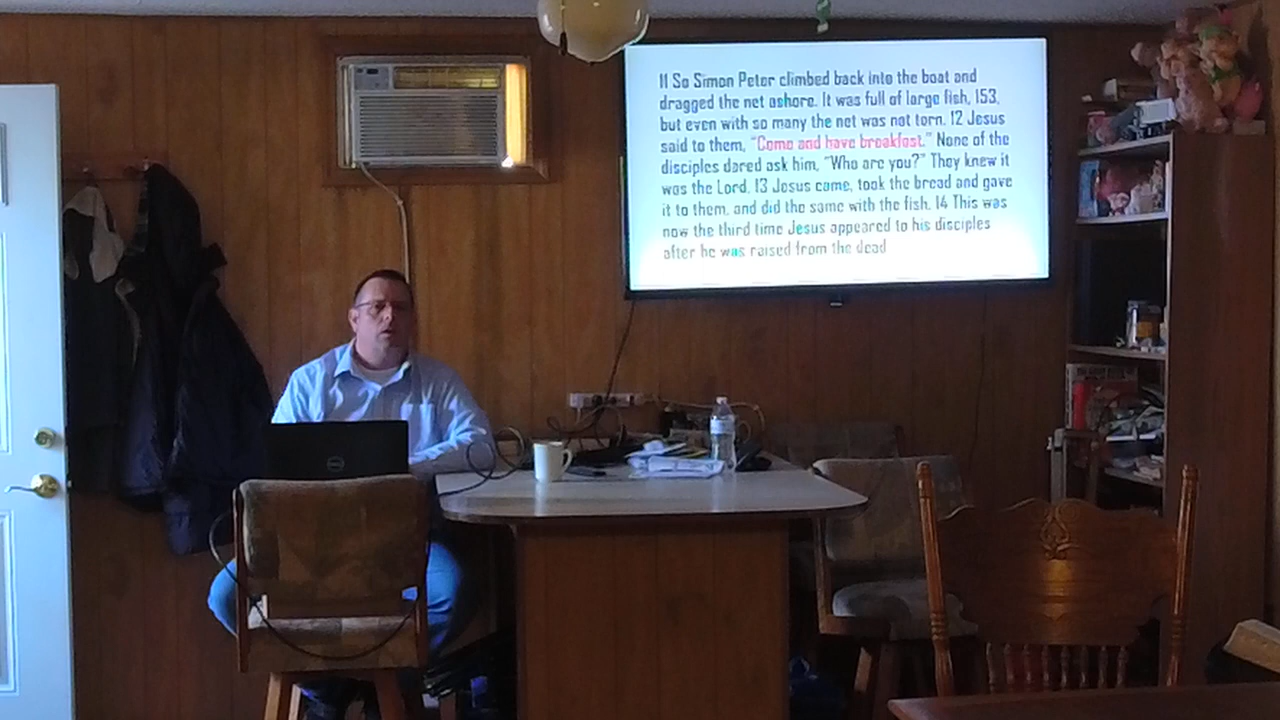 11 So Simon Peter climbed back into the boat and
dragged the net ashore. It was full of large fish, 153,
but even with so many the net was not torn. 12 Jesus
said to them, “Come and have breakfast.” None of the
disciples dared ask him, “Who are you?” They knew it
was the Lord. 13 Jesus came, took the bread and gave
it to them, and did the same with the fish. 14 This was
now the third time Jesus appeared to his disciples
after he was raised from the dead
DELL